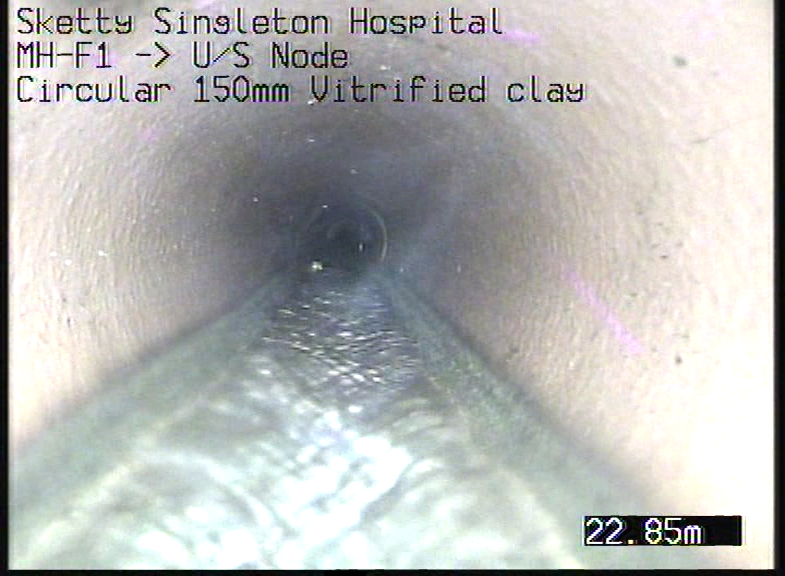 Sketty Singleton Hospital
MH-F1 -> U/S Node
Circular 150mm Vitrified clay
22.85m